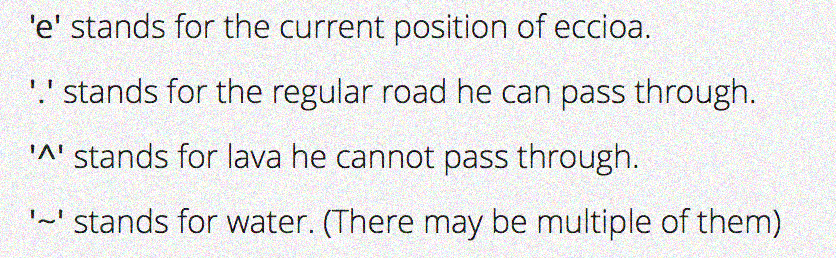 'e' stands for the current position of eccioa.
'.' stands for the regular road he can pass through.
'^' stands for lava he cannot pass through.
'~' stands for water. (There may be multiple of them)